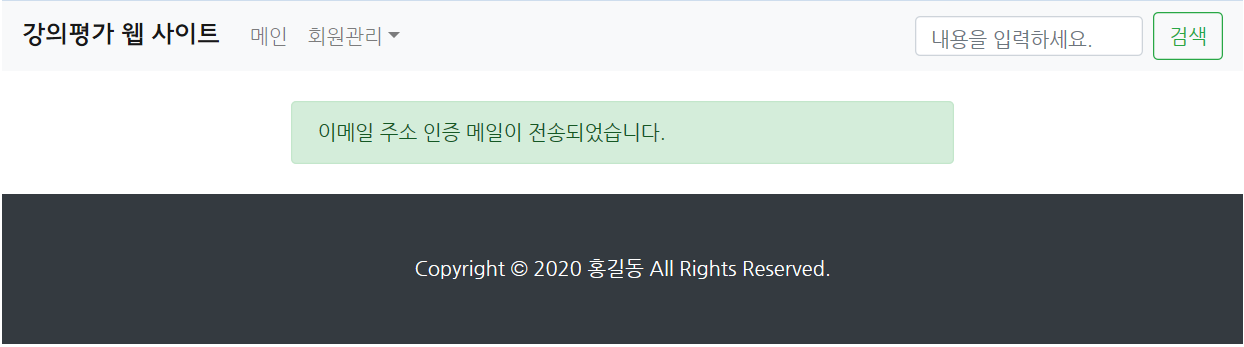 강의평가 웹 사이트 메인 회원관리 내용을 입력하세요. 검색
이메일 주소 인증 메일이 전송되었습니다.
Copyright © 2020 홍길동 All Rights Reserved.